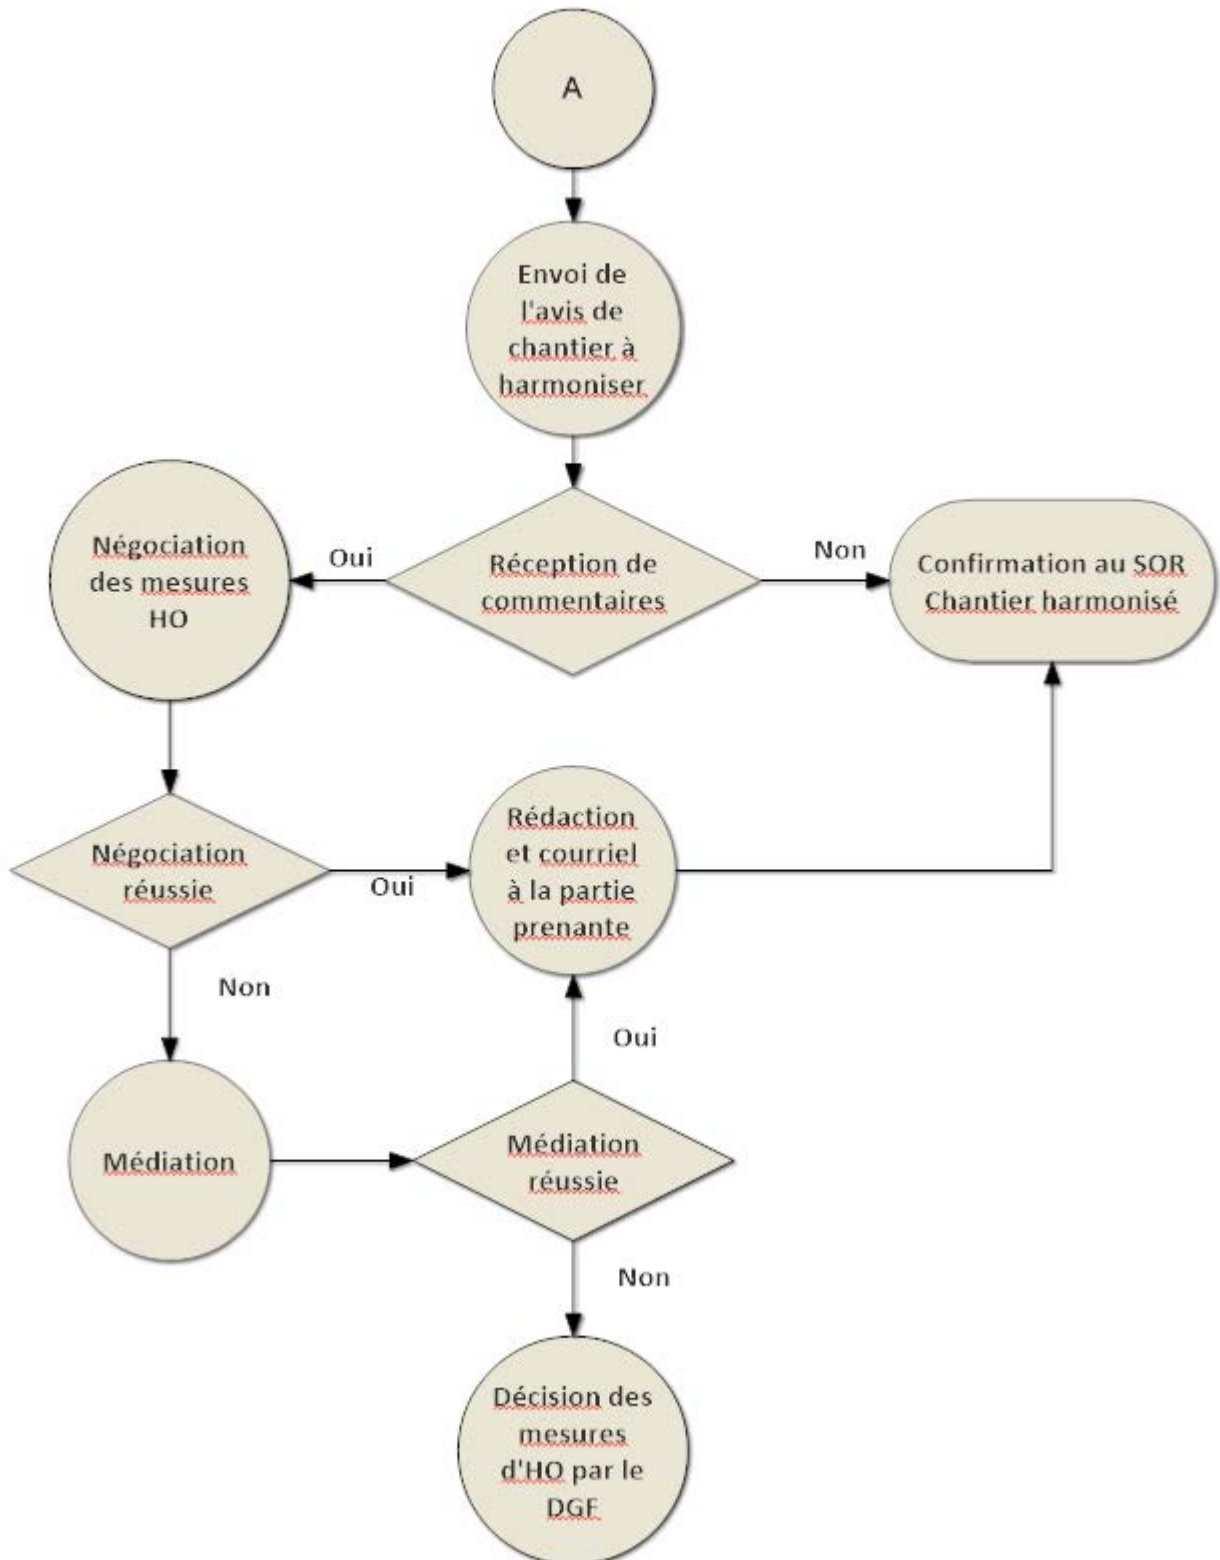 A
Envoi de
l'avis de
chantier à
harmoniser
Réception de
commentaires
Oui
Non
Négociation
des mesures
HO
Confirmation au SOR
Chantier harmonisé
Négociation
réussie
Oui
Rédaction
et courriel
à la partie
prenante
Non
Médiation
Médiation
réussie
Oui
Non
Décision des
mesures
d'HO par le
DGF